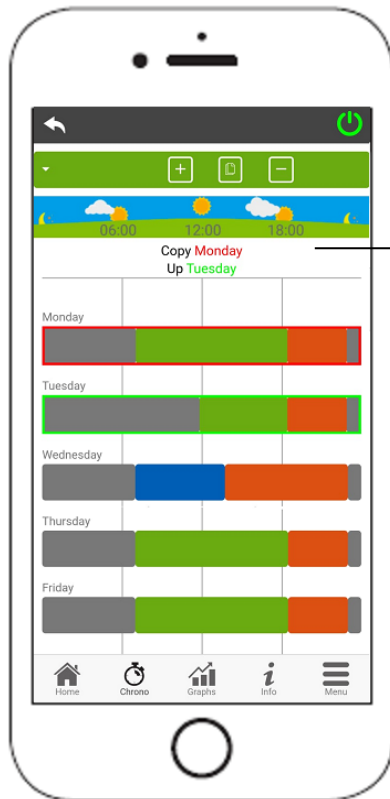 06:00 12:00 18:00
Copy Monday
Up Tuesday
Monday
Tuesday
Wednesday
Thursday
Friday
Home Chrono Graphs Info Menu